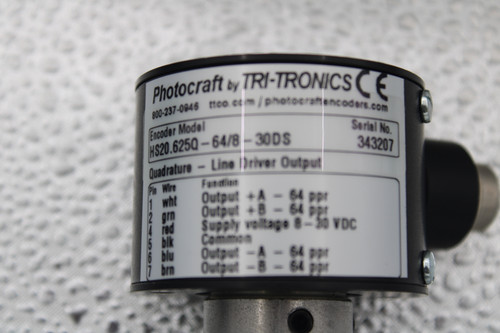 Photocraft by TRI-TRONICS CE
800-237-0946 ttco.com/photocraftencoders.com
Encoder Model Serial No.
HS20.625Q-64/8-30DS 343207
Quadrature - Line Driver Output
Pin Wire Function
1 wht Output +A - 64 ppr
2 grn Output +B - 64 ppr
4 red Supply voltage 8-30 VDC
5 blk Common
6 blu Output -A - 64 ppr
7 brn Output -B - 64 ppr